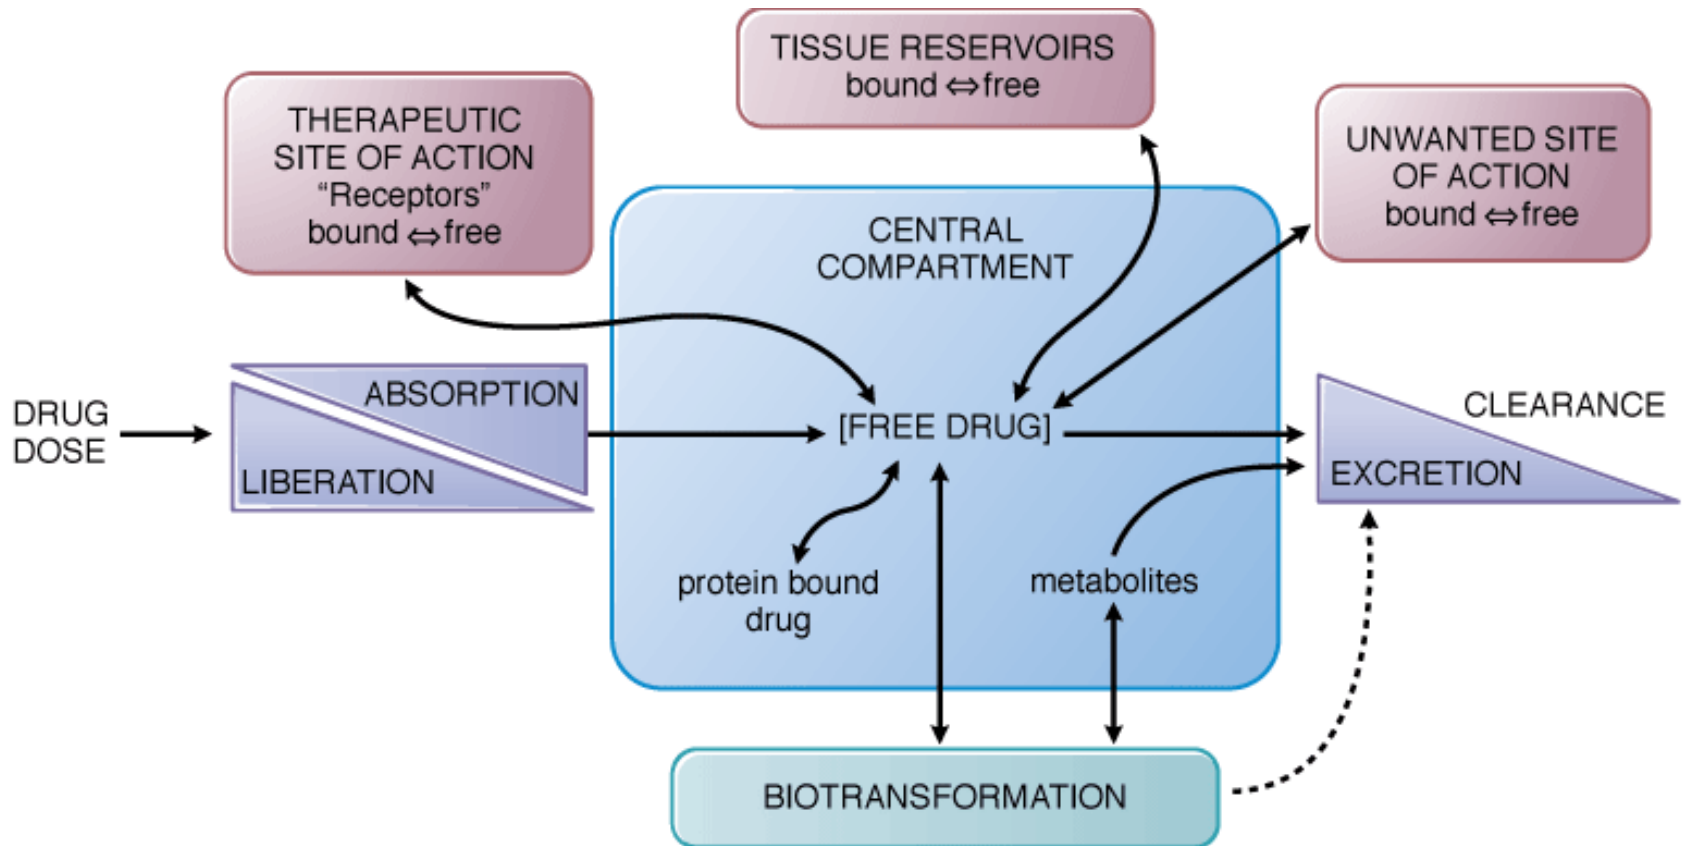 TISSUE RESERVOIRS
bound ⇔ free
THERAPEUTIC
SITE OF ACTION
“Receptors”
bound ⇔ free
UNWANTED SITE
OF ACTION
bound ⇔ free
CENTRAL
COMPARTMENT
DRUG
DOSE
ABSORPTION
LIBERATION
[FREE DRUG]
CLEARANCE
EXCRETION
protein bound
drug
metabolites
BIOTRANSFORMATION